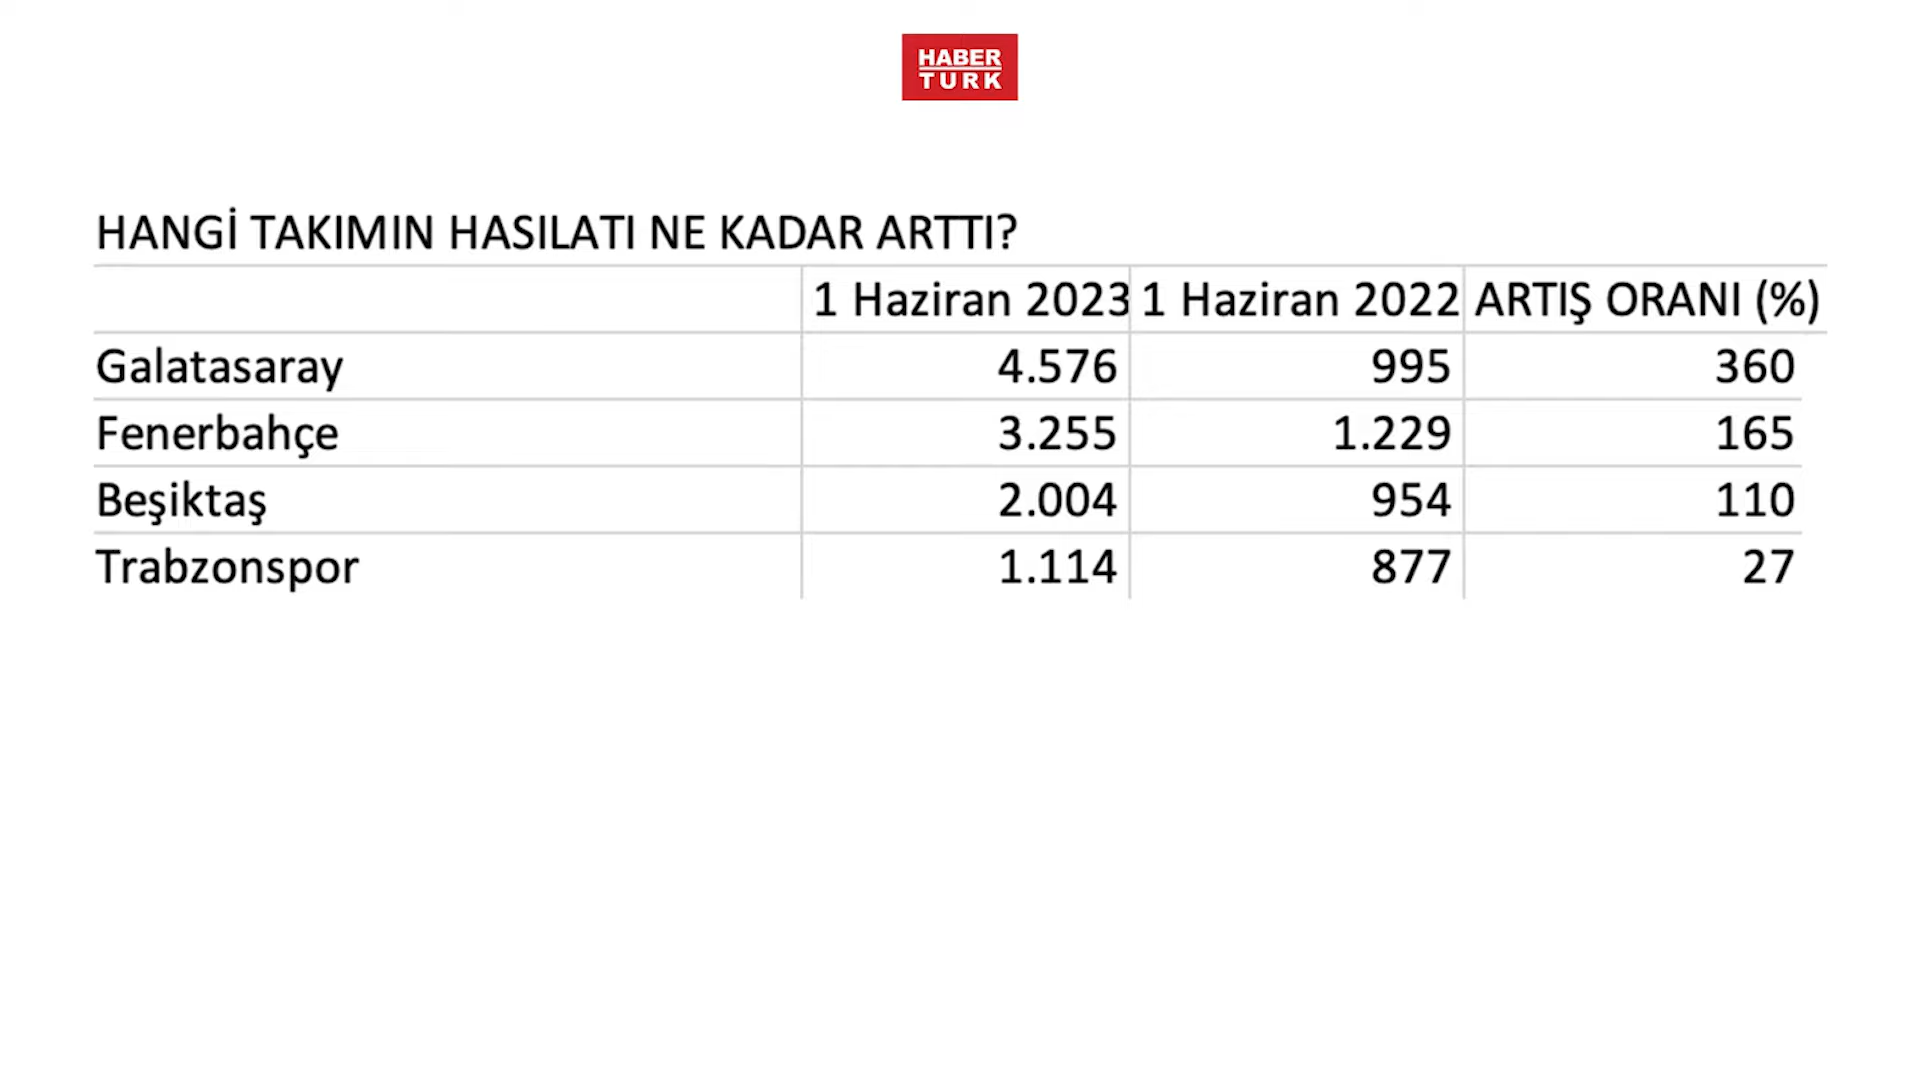 HABER
TURK
HANGİ TAKIMIN HASILATI NE KADAR ARTTI?
1 Haziran 2023 1 Haziran 2022 ARTIŞ ORANI (%)
Galatasaray 4.576 995 360
Fenerbahçe 3.255 1.229 165
Beşiktaş 2.004 954 110
Trabzonspor 1.114 877 27